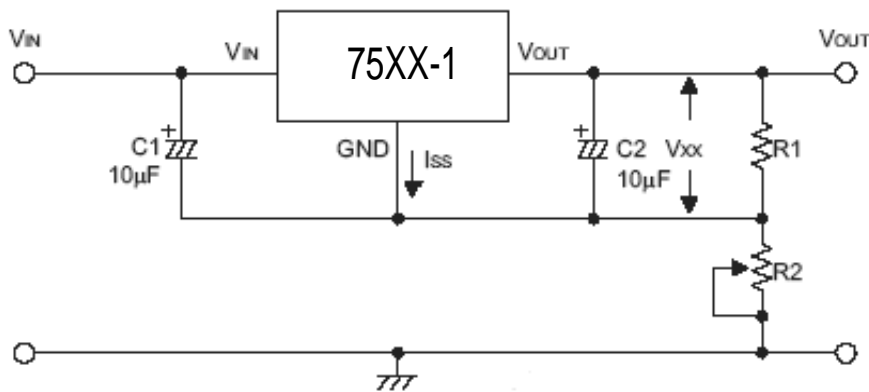 VIN
VIN
75XX-1
VOUT
VOUT
+
C1
10µF
GND
ISS
+
C2
10µF
VXX
R1
R2